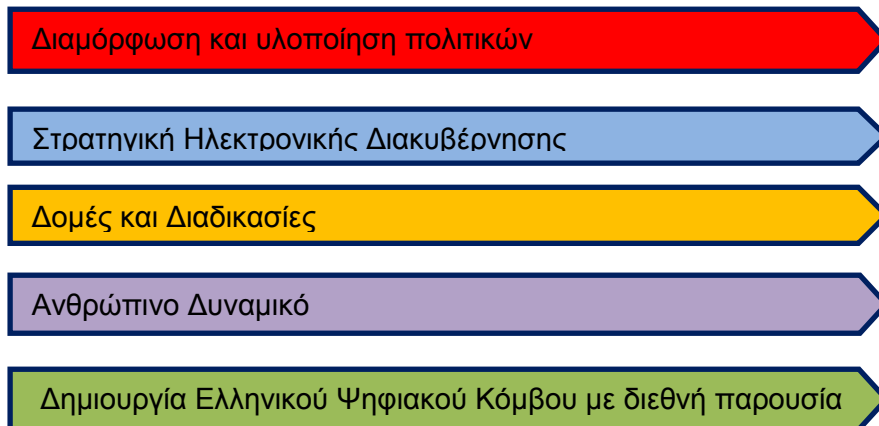 Διαμόρφωση και υλοποίηση πολιτικών
Στρατηγική Ηλεκτρονικής Διακυβέρνησης
Δομές και Διαδικασίες
Ανθρώπινο Δυναμικό
Δημιουργία Ελληνικού Ψηφιακού Κόμβου με διεθνή παρουσία